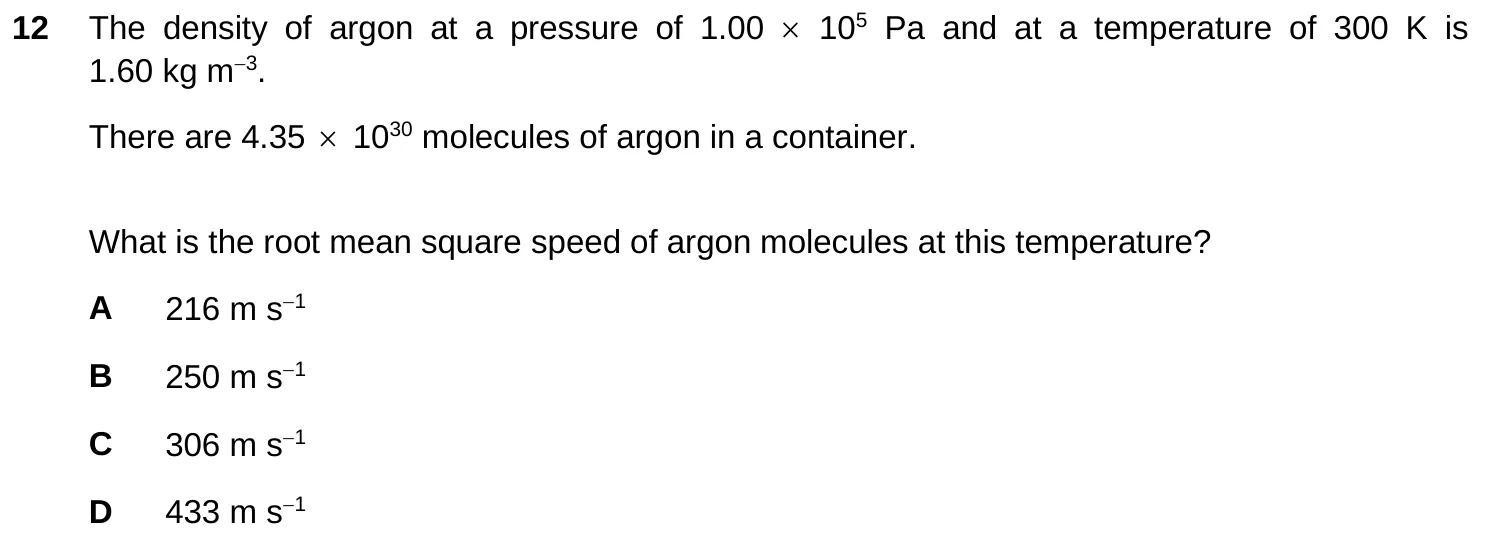 12 The density of argon at a pressure of 1.00 × 10⁵ Pa and at a temperature of 300 K is
1.60 kg m⁻³.
There are 4.35 × 10³⁰ molecules of argon in a container.
What is the root mean square speed of argon molecules at this temperature?
A 216 m s⁻¹
B 250 m s⁻¹
C 306 m s⁻¹
D 433 m s⁻¹